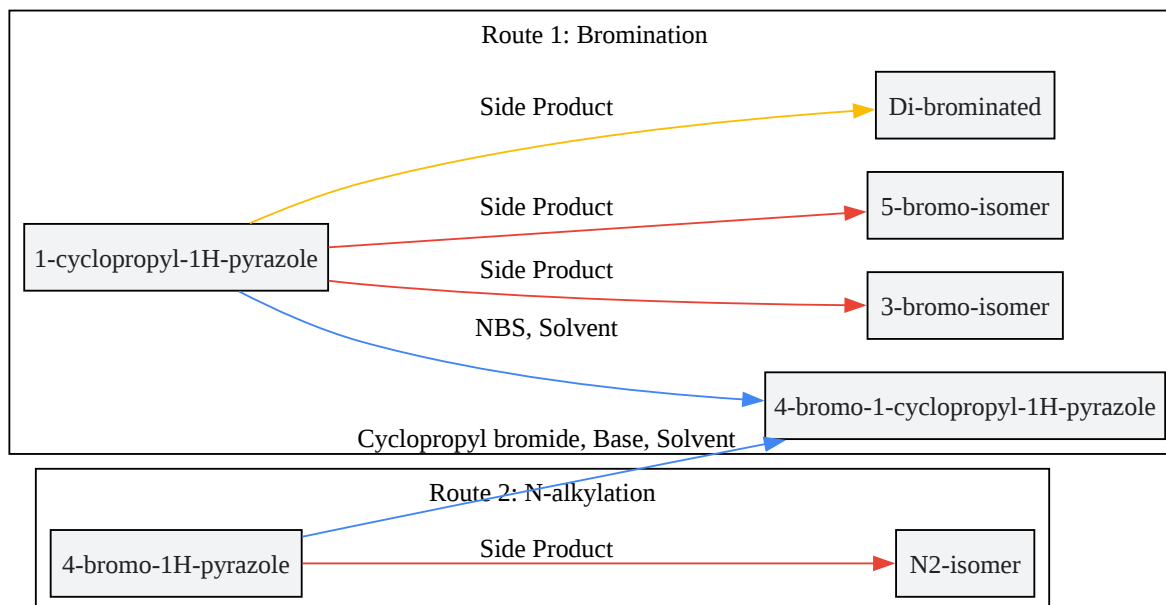 Route 1: Bromination
Side Product
Di-brominated
Side Product
5-bromo-isomer
1-cyclopropyl-1H-pyrazole
Side Product
3-bromo-isomer
NBS, Solvent
4-bromo-1-cyclopropyl-1H-pyrazole
Cyclopropyl bromide, Base, Solvent
Route 2: N-alkylation
4-bromo-1H-pyrazole
Side Product
N2-isomer